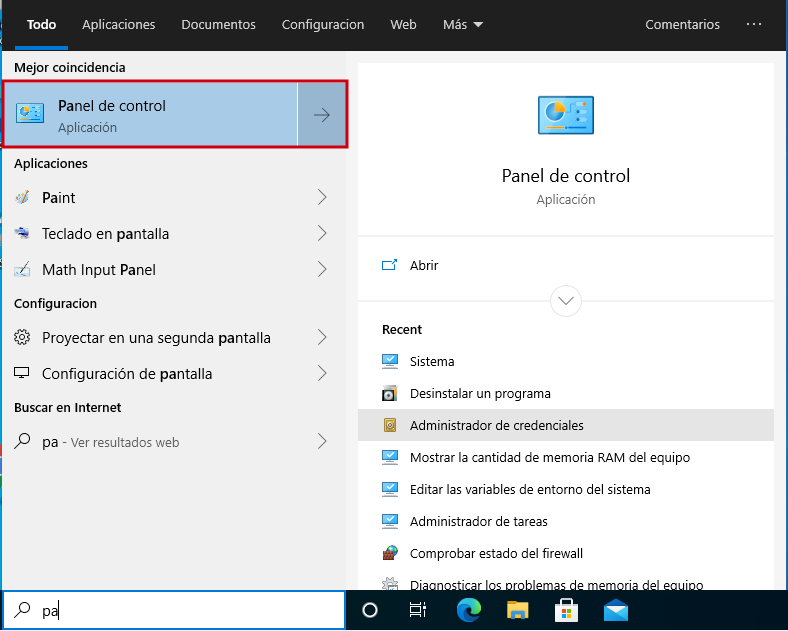 Todo Aplicaciones Documentos Configuracion Web Más Comentarios ···
Mejor coincidencia
Panel de control
Aplicación
Aplicaciones
Paint
Teclado en pantalla
Math Input Panel
Configuracion
Proyectar en una segunda pantalla
Configuración de pantalla
Buscar en Internet
pa - Ver resultados web
Panel de control
Aplicación
Abrir
Recent
Sistema
Desinstalar un programa
Administrador de credenciales
Mostrar la cantidad de memoria RAM del equipo
Editar las variables de entorno del sistema
Administrador de tareas
Comprobar estado del firewall
Diagnosticar los problemas de memoria del equipo
pa